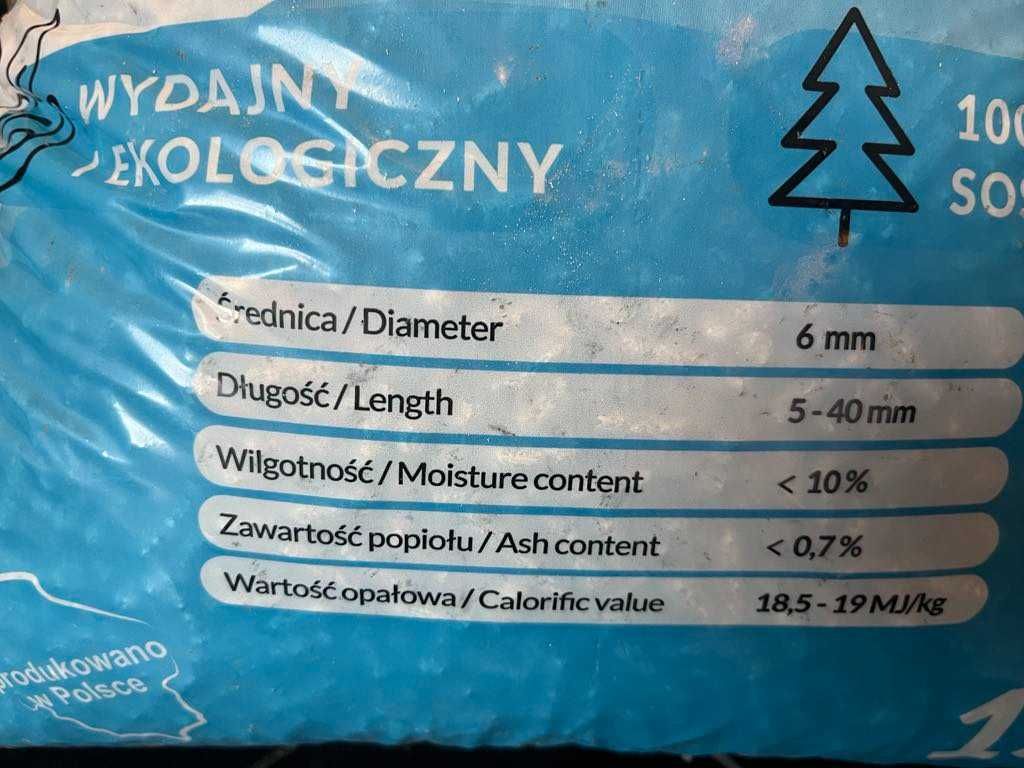 WYDAJNY
EKOLOGICZNY
Średnica / Diameter 6 mm
Długość / Length 5 - 40 mm
Wilgotność / Moisture content < 10%
Zawartość popiołu / Ash content < 0,7%
Wartość opałowa / Calorific value 18,5 - 19 MJ/kg
produkowano
w Polsce